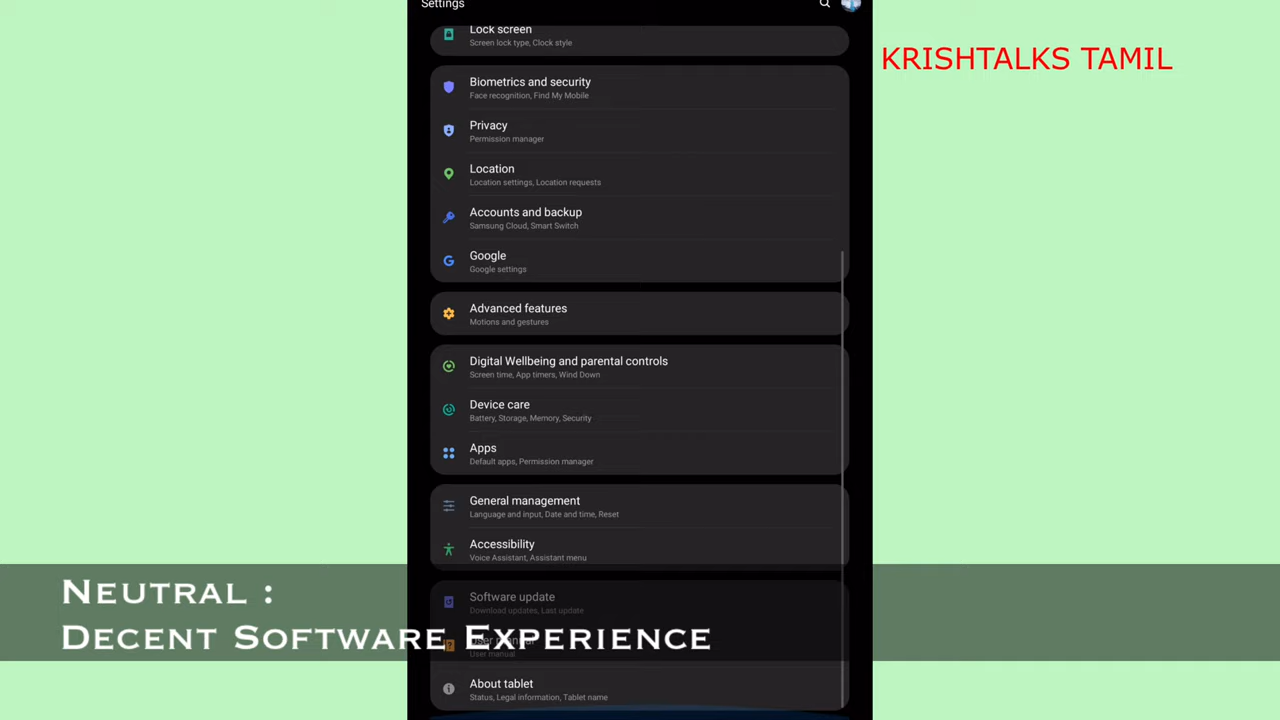 Settings
KRISHTALKS TAMIL
Lock screen
Screen lock type, Clock style
Biometrics and security
Face recognition, Find My Mobile
Privacy
Permission manager
Location
Location settings, Location requests
Accounts and backup
Samsung Cloud, Smart Switch
Google
Google settings
Advanced features
Motions and gestures
Digital Wellbeing and parental controls
Screen time, App timers, Wind Down
Device care
Battery, Storage, Memory, Security
Apps
Default apps, Permission manager
General management
Language and input, Date and time, Reset
Accessibility
Voice Assistant, Assistant menu
Neutral :
Software update
Download updates, Last update
Decent Software Experience
User manual
User manual
About tablet
Status, Legal information, Tablet name